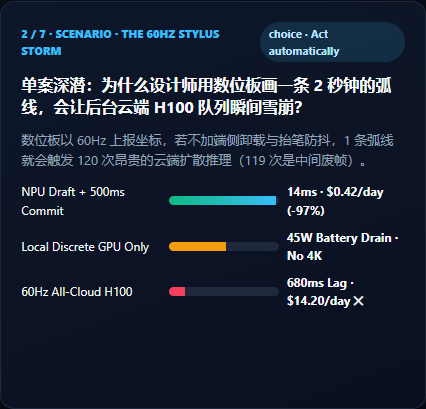 2 / 7 · SCENARIO · THE 60HZ STYLUS
STORM
choice · Act
automatically
单案深潜：为什么设计师用数位板画一条 2 秒钟的弧
线，会让后台云端 H100 队列瞬间雪崩？
数位板以 60Hz 上报坐标，若不加端侧卸载与抬笔防抖，1 条弧线
就会触发 120 次昂贵的云端扩散推理（119 次是中间废帧）。
NPU Draft + 500ms
Commit
14ms · $0.42/day
(-97%)
Local Discrete GPU Only
45W Battery Drain ·
No 4K
60Hz All-Cloud H100
680ms Lag ·
$14.20/day ❌